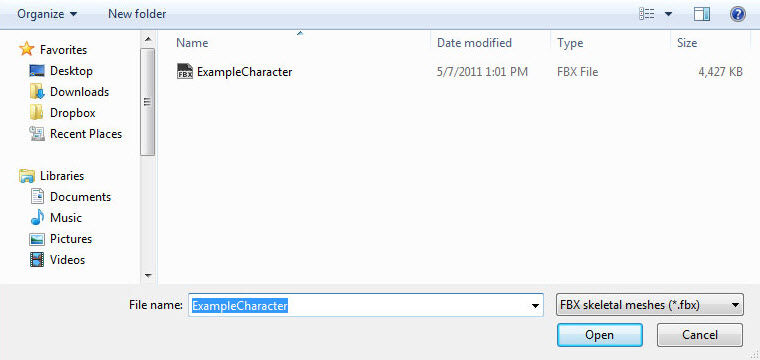 Organize New folder
Favorites
Desktop
Downloads
Dropbox
Recent Places
Libraries
Documents
Music
Pictures
Videos
Name Date modified Type Size
FBX ExampleCharacter 5/7/2011 1:01 PM FBX File 4,427 KB
File name: ExampleCharacter FBX skeletal meshes (*.fbx)
Open Cancel